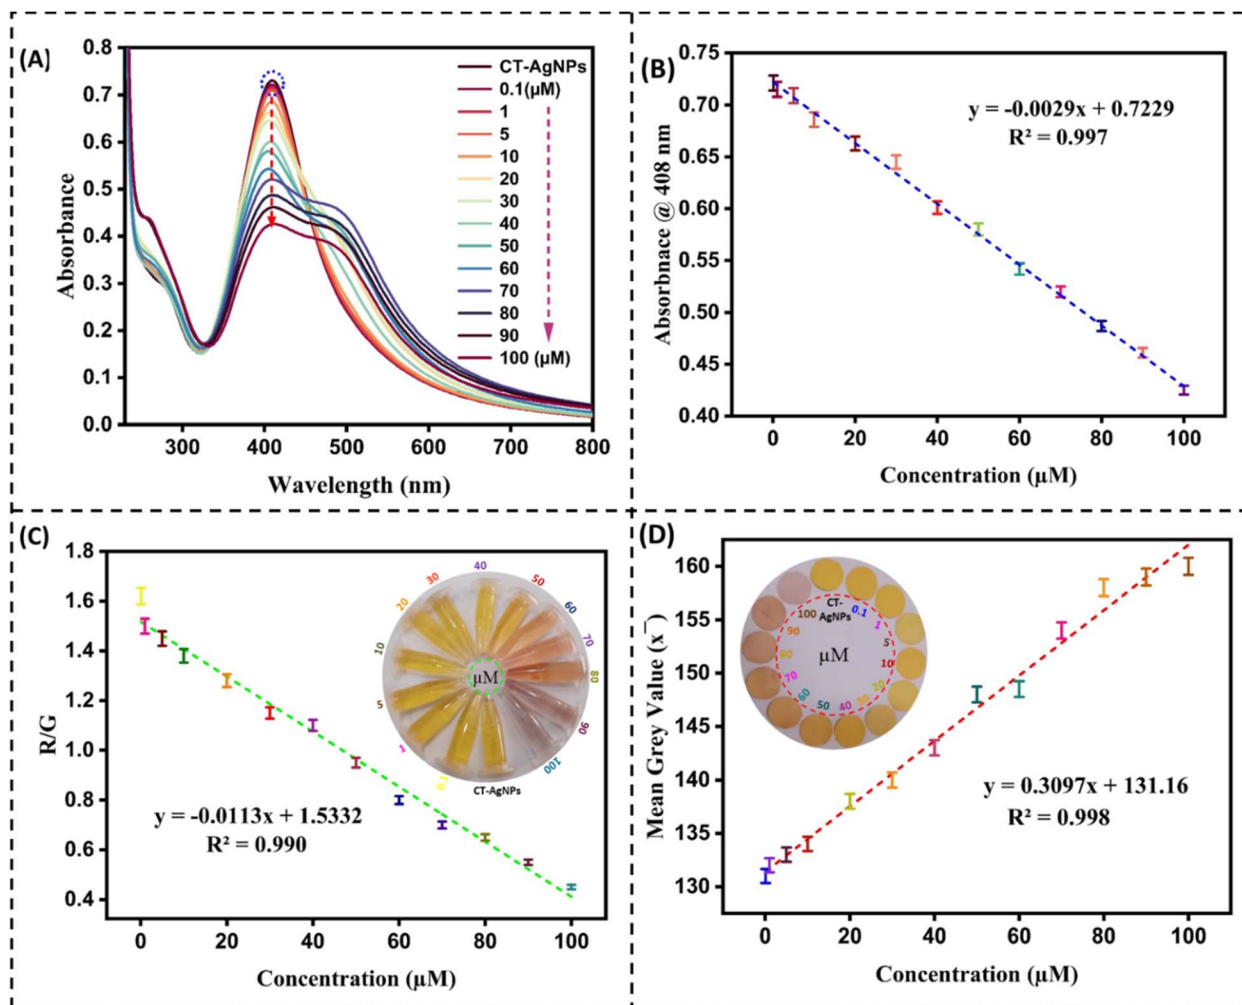 (A)
0.8
0.7
0.6
0.5
0.4
0.3
0.2
0.1
0.0
Absorbance
300 400 500 600 700 800
Wavelength (nm)
CT-AgNPs
0.1(µM)
1
5
10
20
30
40
50
60
70
80
90
100 (µM)
(B)
0.75
0.70
0.65
0.60
0.55
0.50
0.45
0.40
Absorbnace @ 408 nm
y = -0.0029x + 0.7229
R² = 0.997
0 20 40 60 80 100
Concentration (µM)
(C)
1.8
1.6
1.4
1.2
1.0
0.8
0.6
0.4
R/G
y = -0.0113x + 1.5332
R² = 0.990
40
50
60
70
80
90
100
CT-AgNPs
0.1
1
5
10
20
30
µM
0 20 40 60 80 100
Concentration (µM)
(D)
160
155
150
145
140
135
130
Mean Grey Value (x¯)
CT-
AgNPs
0.1
1
5
10
20
30
40
50
60
70
80
90
100
µM
y = 0.3097x + 131.16
R² = 0.998
0 20 40 60 80 100
Concentration (µM)